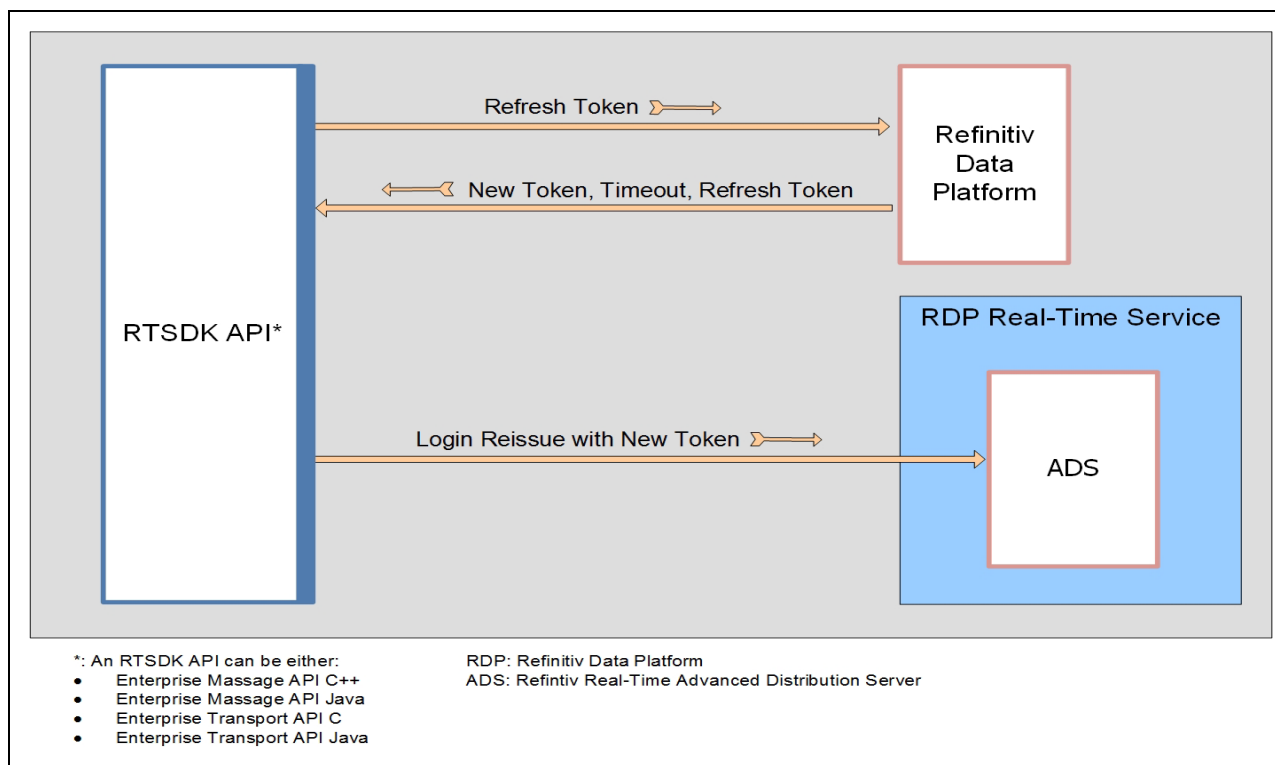 Refresh Token
Refinitiv
Data
Platform
New Token, Timeout, Refresh Token
RTSDK API*
RDP Real-Time Service
Login Reissue with New Token
ADS
*: An RTSDK API can be either:
• Enterprise Massage API C++
• Enterprise Massage API Java
• Enterprise Transport API C
• Enterprise Transport API Java
RDP: Refinitiv Data Platform
ADS: Refintiv Real-Time Advanced Distribution Server